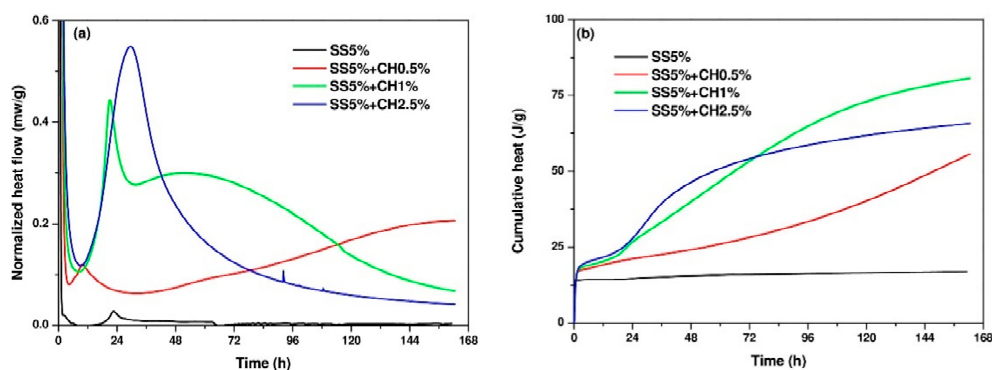 (a)
SS5%
SS5%+CH0.5%
SS5%+CH1%
SS5%+CH2.5%
Normalized heat flow (mw/g)
0.6
0.4
0.2
0.0
0 24 48 72 96 120 144 168
Time (h)
(b)
SS5%
SS5%+CH0.5%
SS5%+CH1%
SS5%+CH2.5%
Cumulative heat (J/g)
100
75
50
25
0
0 24 48 72 96 120 144 168
Time (h)